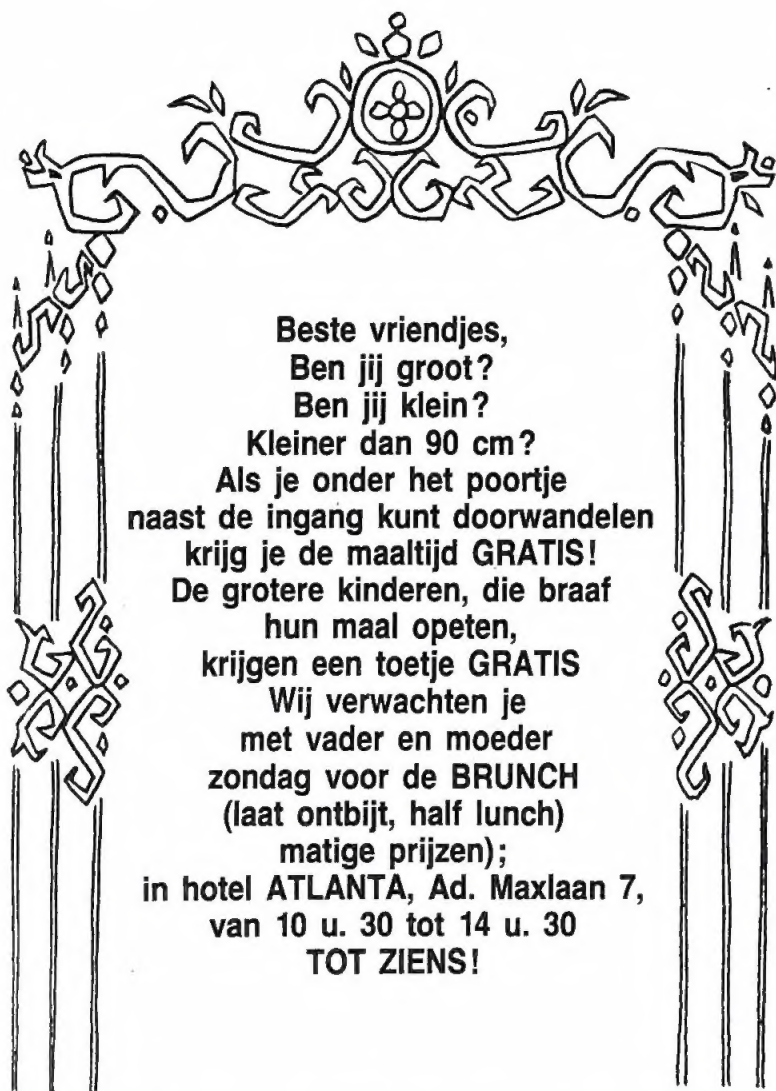 Beste vriendjes,
Ben jij groot?
Ben jij klein?
Kleiner dan 90 cm?
Als je onder het poortje
naast de ingang kunt doorwandelen
krijg je de maaltijd GRATIS!
De grotere kinderen, die braaf
hun maal opeten,
krijgen een toetje GRATIS
Wij verwachten je
met vader en moeder
zondag voor de BRUNCH
(laat ontbijt, half lunch)
matige prijzen);
in hotel ATLANTA, Ad. Maxlaan 7,
van 10 u. 30 tot 14 u. 30
TOT ZIENS!